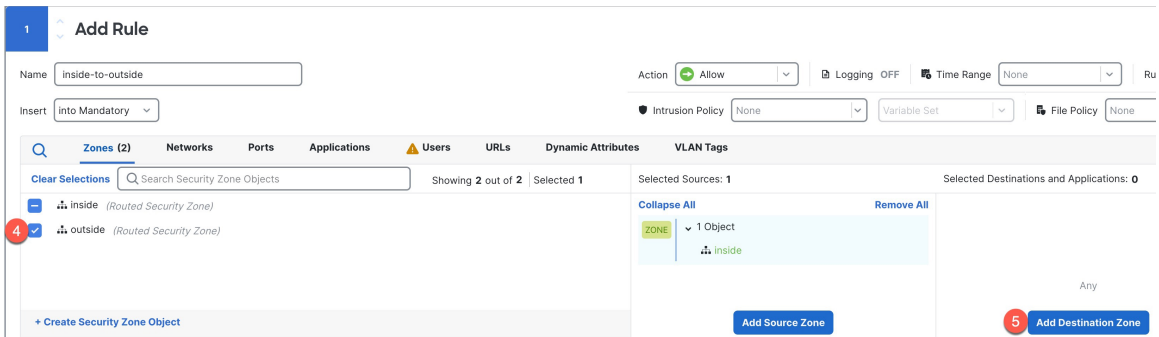 1 Add Rule
Name inside-to-outside Action Allow Logging OFF Time Range None Ru
Insert into Mandatory Intrusion Policy None Variable Set File Policy None
Zones (2) Networks Ports Applications Users URLs Dynamic Attributes VLAN Tags
Clear Selections Search Security Zone Objects Showing 2 out of 2 Selected 1 Selected Sources: 1 Selected Destinations and Applications: 0
inside (Routed Security Zone) Collapse All Remove All
4 outside (Routed Security Zone) ZONE 1 Object
inside
Any
+ Create Security Zone Object Add Source Zone 5 Add Destination Zone